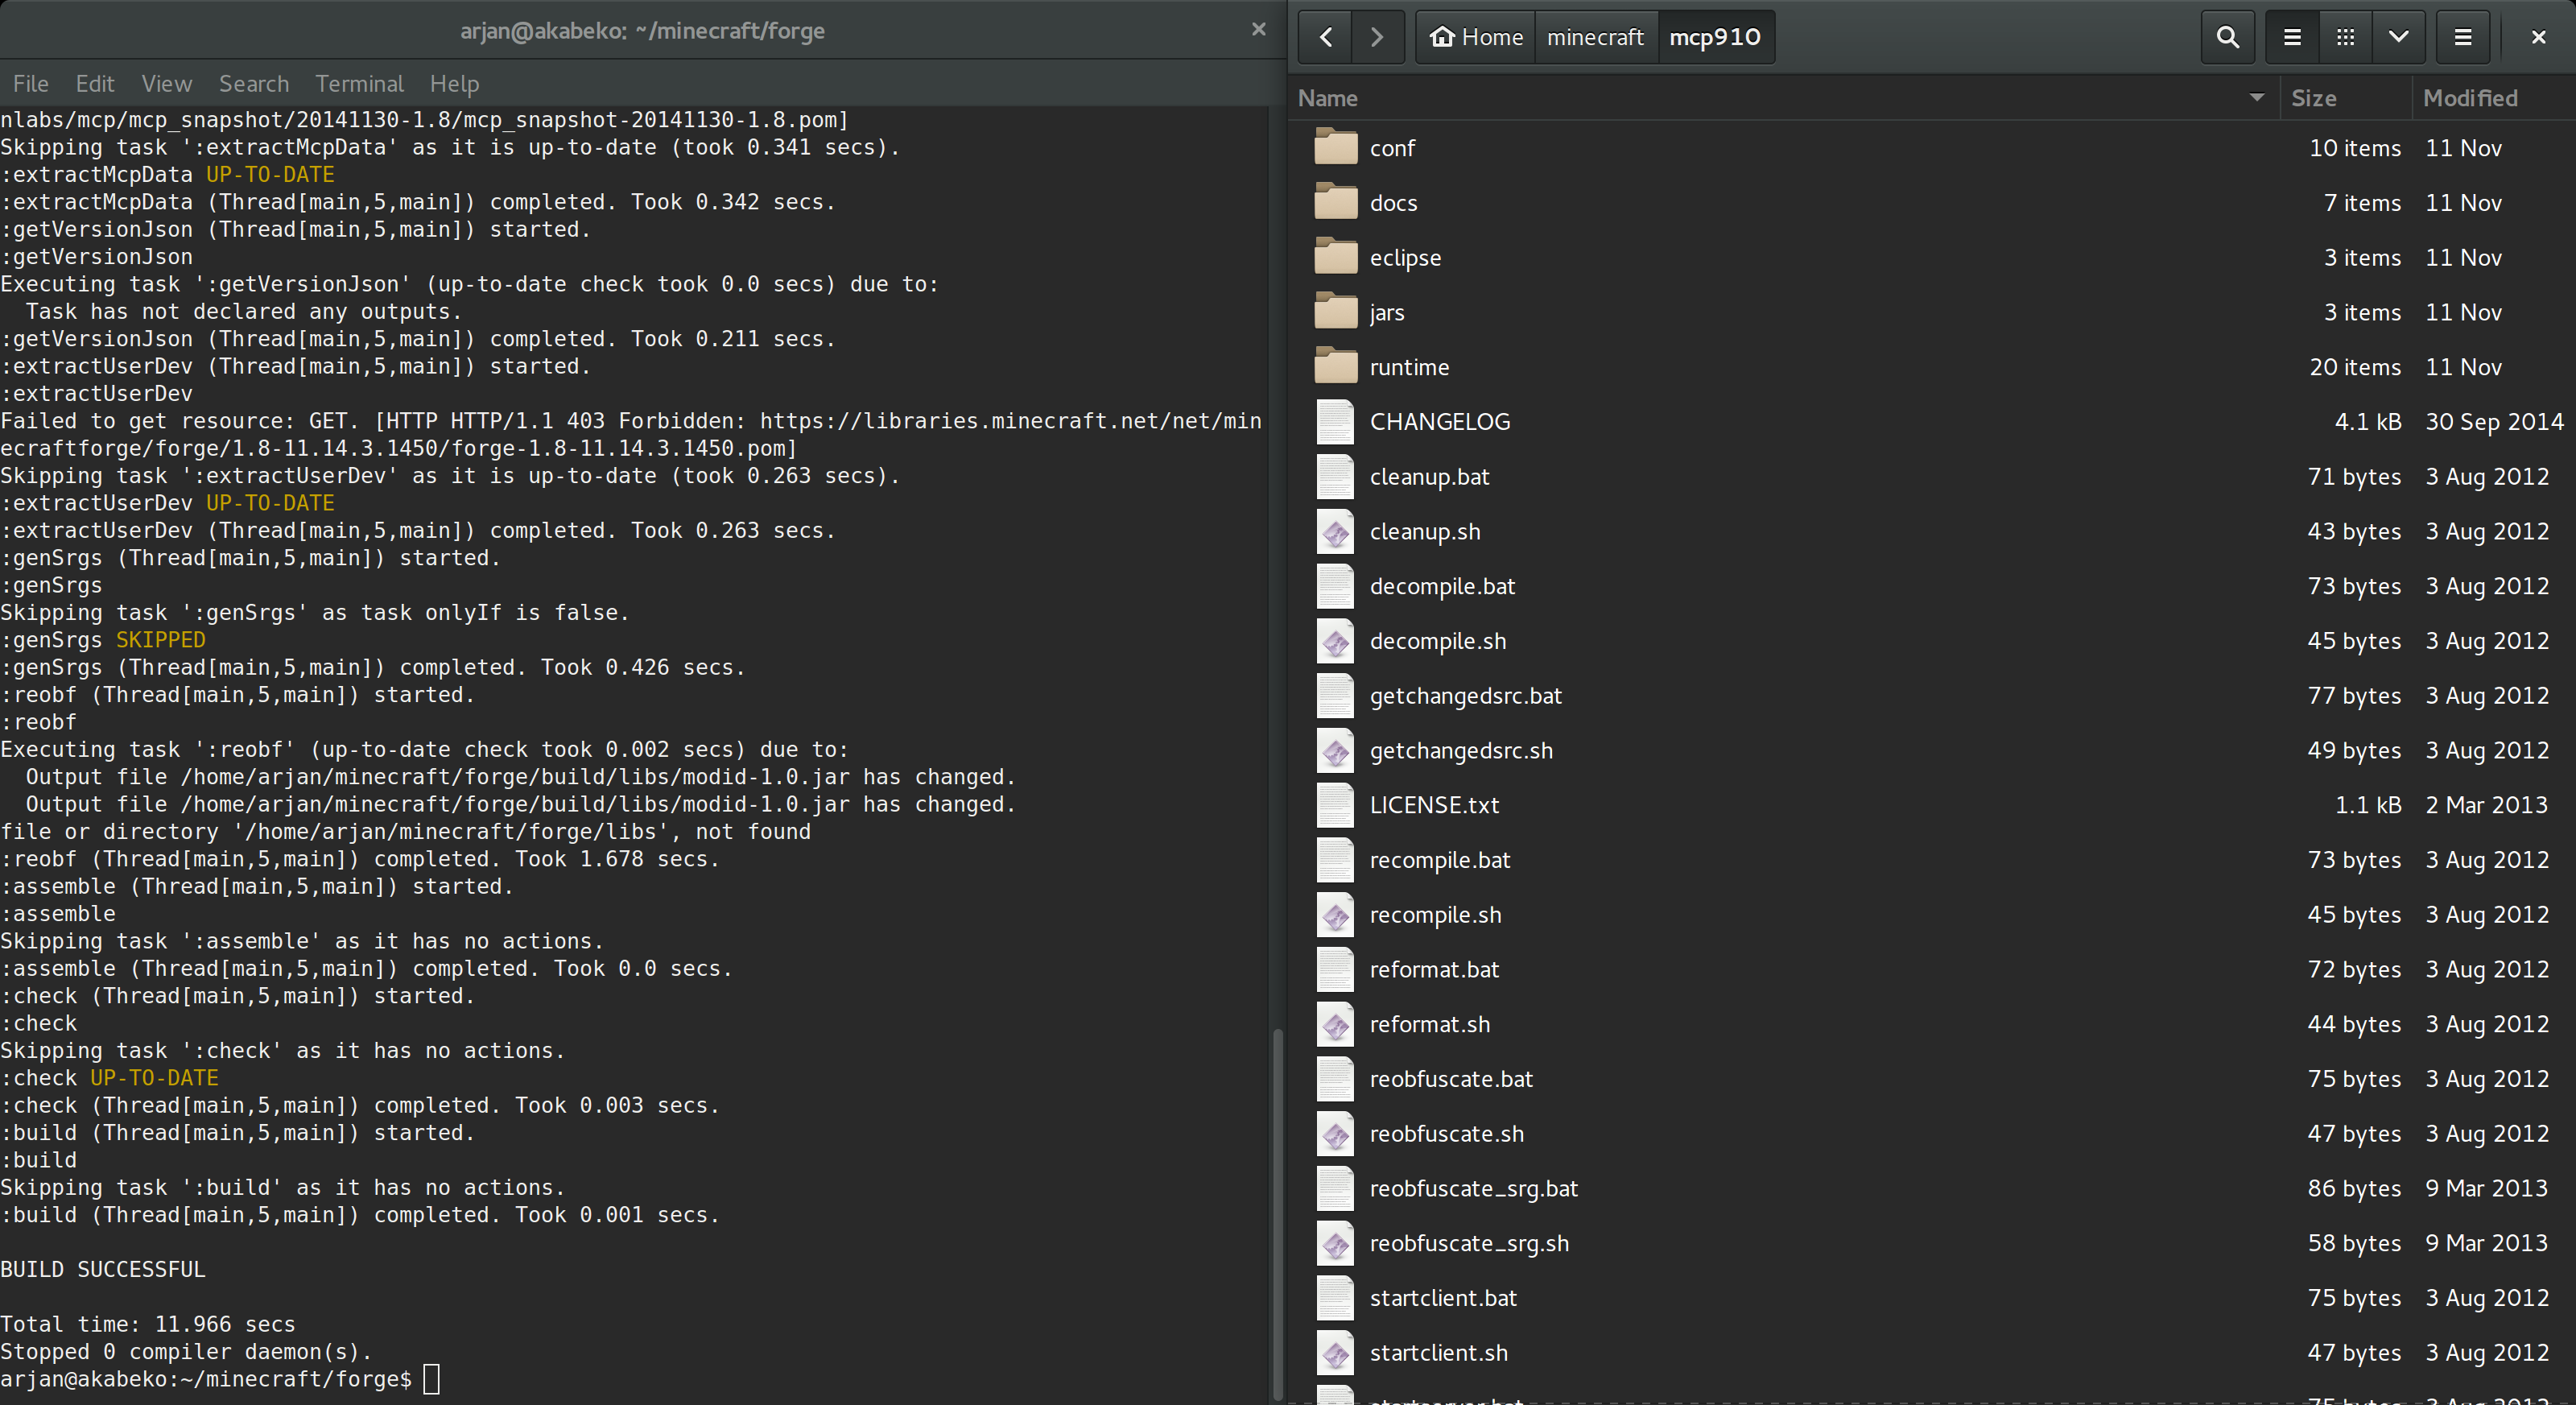 arjan@akabeko: ~/minecraft/forge
File Edit View Search Terminal Help
nlabs/mcp/mcp_snapshot/20141130-1.8/mcp_snapshot-20141130-1.8.pom]
Skipping task ':extractMcpData' as it is up-to-date (took 0.341 secs).
:extractMcpData UP-TO-DATE
:extractMcpData (Thread[main,5,main]) completed. Took 0.342 secs.
:getVersionJson (Thread[main,5,main]) started.
:getVersionJson
Executing task ':getVersionJson' (up-to-date check took 0.0 secs) due to:
  Task has not declared any outputs.
:getVersionJson (Thread[main,5,main]) completed. Took 0.211 secs.
:extractUserDev (Thread[main,5,main]) started.
:extractUserDev
Failed to get resource: GET. [HTTP HTTP/1.1 403 Forbidden: https://libraries.minecraft.net/net/min
ecraftforge/forge/1.8-11.14.3.1450/forge-1.8-11.14.3.1450.pom]
Skipping task ':extractUserDev' as it is up-to-date (took 0.263 secs).
:extractUserDev UP-TO-DATE
:extractUserDev (Thread[main,5,main]) completed. Took 0.263 secs.
:genSrgs (Thread[main,5,main]) started.
:genSrgs
Skipping task ':genSrgs' as task onlyIf is false.
:genSrgs SKIPPED
:genSrgs (Thread[main,5,main]) completed. Took 0.426 secs.
:reobf (Thread[main,5,main]) started.
:reobf
Executing task ':reobf' (up-to-date check took 0.002 secs) due to:
  Output file /home/arjan/minecraft/forge/build/libs/modid-1.0.jar has changed.
  Output file /home/arjan/minecraft/forge/build/libs/modid-1.0.jar has changed.
file or directory '/home/arjan/minecraft/forge/libs', not found
:reobf (Thread[main,5,main]) completed. Took 1.678 secs.
:assemble (Thread[main,5,main]) started.
:assemble
Skipping task ':assemble' as it has no actions.
:assemble (Thread[main,5,main]) completed. Took 0.0 secs.
:check (Thread[main,5,main]) started.
:check
Skipping task ':check' as it has no actions.
:check UP-TO-DATE
:check (Thread[main,5,main]) completed. Took 0.003 secs.
:build (Thread[main,5,main]) started.
:build
Skipping task ':build' as it has no actions.
:build (Thread[main,5,main]) completed. Took 0.001 secs.
BUILD SUCCESSFUL
Total time: 11.966 secs
Stopped 0 compiler daemon(s).
arjan@akabeko:~/minecraft/forge$
Home minecraft mcp910
Name Size Modified
conf 10 items 11 Nov
docs 7 items 11 Nov
eclipse 3 items 11 Nov
jars 3 items 11 Nov
runtime 20 items 11 Nov
CHANGELOG 4.1 kB 30 Sep 2014
cleanup.bat 71 bytes 3 Aug 2012
cleanup.sh 43 bytes 3 Aug 2012
decompile.bat 73 bytes 3 Aug 2012
decompile.sh 45 bytes 3 Aug 2012
getchangedsrc.bat 77 bytes 3 Aug 2012
getchangedsrc.sh 49 bytes 3 Aug 2012
LICENSE.txt 1.1 kB 2 Mar 2013
recompile.bat 73 bytes 3 Aug 2012
recompile.sh 45 bytes 3 Aug 2012
reformat.bat 72 bytes 3 Aug 2012
reformat.sh 44 bytes 3 Aug 2012
reobfuscate.bat 75 bytes 3 Aug 2012
reobfuscate.sh 47 bytes 3 Aug 2012
reobfuscate_srg.bat 86 bytes 9 Mar 2013
reobfuscate_srg.sh 58 bytes 9 Mar 2013
startclient.bat 75 bytes 3 Aug 2012
startclient.sh 47 bytes 3 Aug 2012